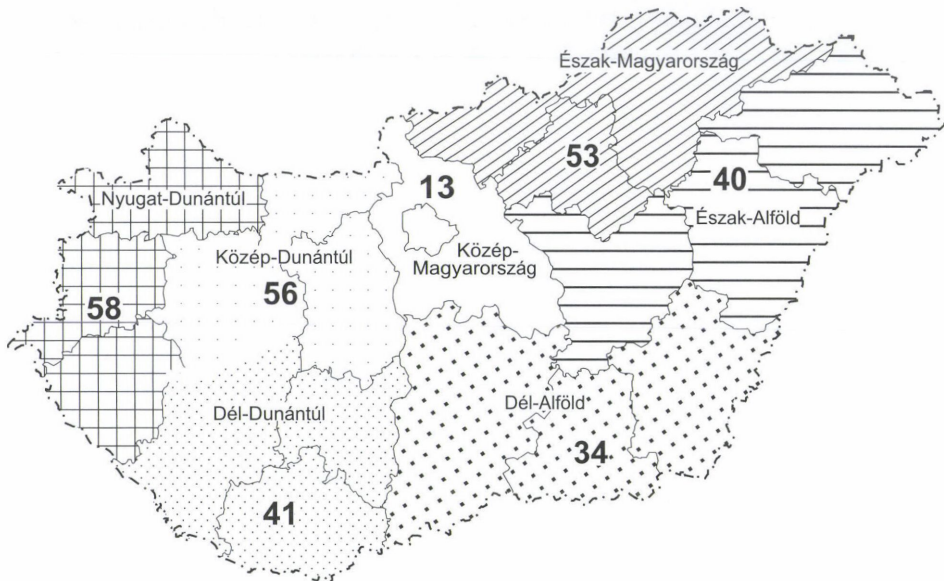 Észak-Magyarország
53
13
40
Nyugat-Dunántúl
Észak-Alföld
Közép-Dunántúl
Közép-
Magyarország
56
58
Dél-Dunántúl
Dél-Alföld
34
41